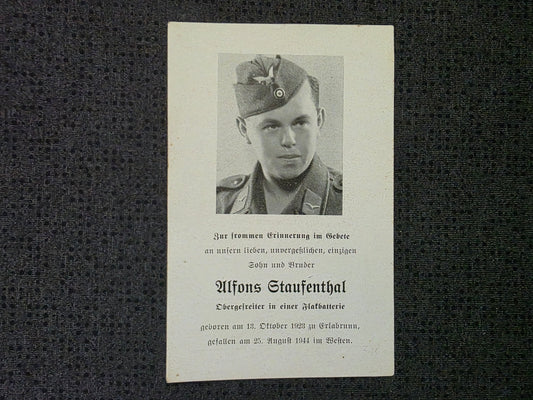 Zur frommen Erinnerung im Gebete
an unsern lieben, unvergeßlichen, einzigen
Sohn und Bruder
Alfons Staufenthal
Obergefreiter in einer Flakbatterie
geboren am 13. Oktober 1923 zu Erlabrunn,
gefallen am 25. August 1944 im Westen.